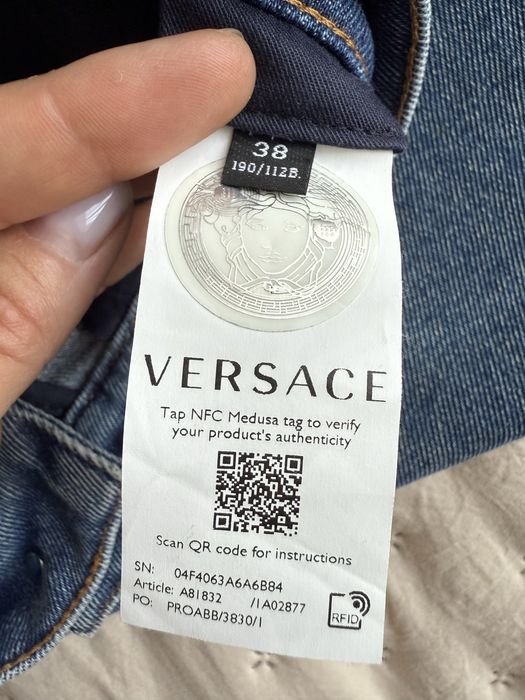 38
190/112B.
VERSACE
Tap NFC Medusa tag to verify
your product's authenticity
Scan QR code for instructions
SN: 04F4063A6A6B84
Article: A81832 /1A02877
PO: PROABB/3830/1
RFID